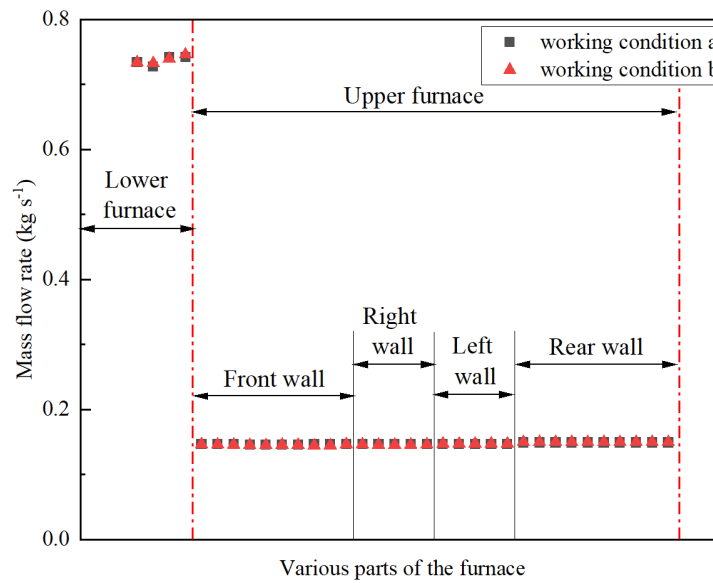 0.8
working condition a
working condition b
Upper furnace
0.6
Lower
furnace
0.4
Right
wall
Left
wall
Rear wall
Front wall
0.2
0.0
Mass flow rate (kg s⁻¹)
Various parts of the furnace